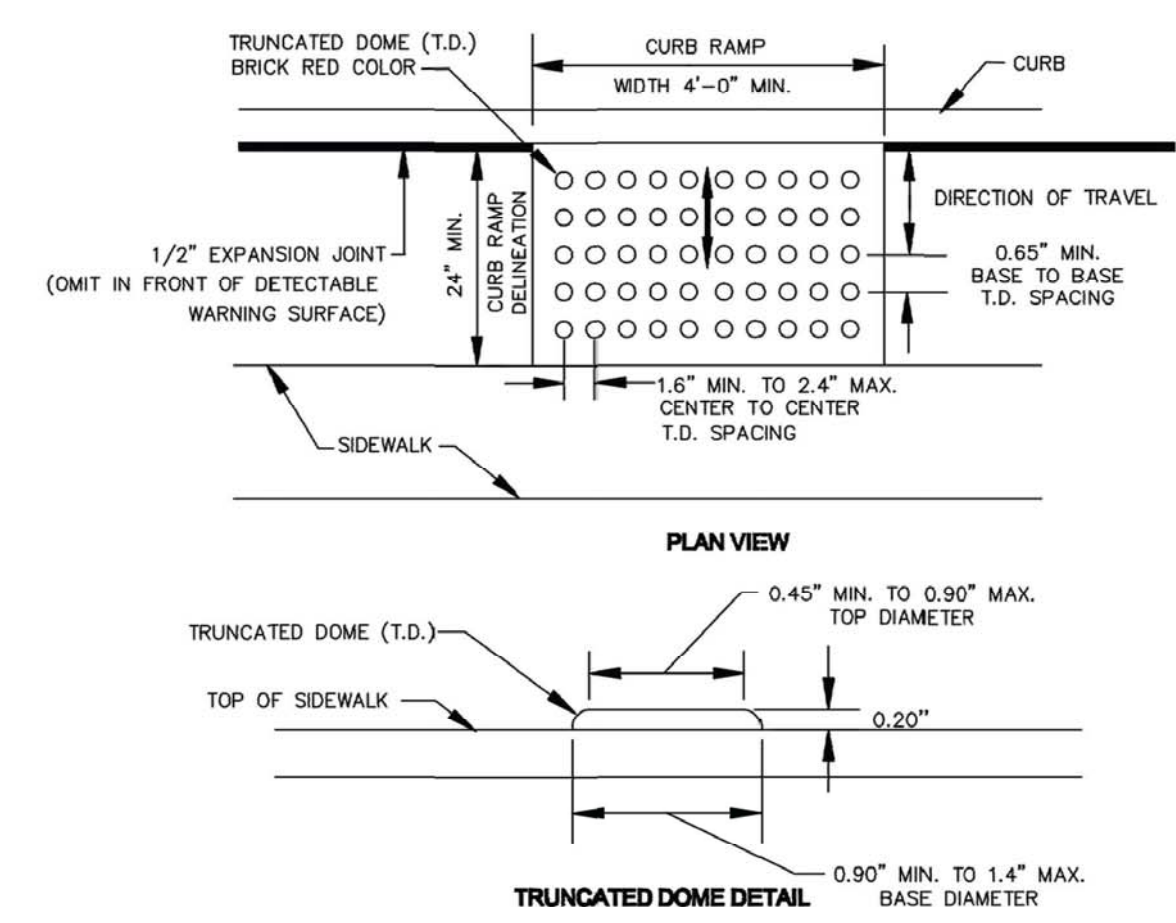 TRUNCATED DOME (T.D.)
BRICK RED COLOR
CURB RAMP
WIDTH 4'-0" MIN.
CURB
1/2" EXPANSION JOINT
(OMIT IN FRONT OF DETECTABLE
WARNING SURFACE)
24" MIN.
CURB RAMP
DELINEATION
DIRECTION OF TRAVEL
0.65" MIN.
BASE TO BASE
T.D. SPACING
1.6" MIN. TO 2.4" MAX.
CENTER TO CENTER
T.D. SPACING
SIDEWALK
PLAN VIEW
0.45" MIN. TO 0.90" MAX.
TOP DIAMETER
TRUNCATED DOME (T.D.)
TOP OF SIDEWALK
0.20"
0.90" MIN. TO 1.4" MAX.
BASE DIAMETER
TRUNCATED DOME DETAIL